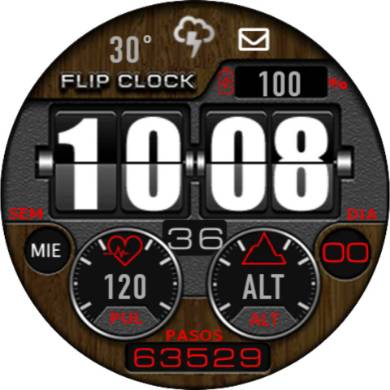 30°
FLIP CLOCK
100 %
10 08
SEM DIA
36
MIE 00
120 ALT
PUL ALT
PASOS
63529